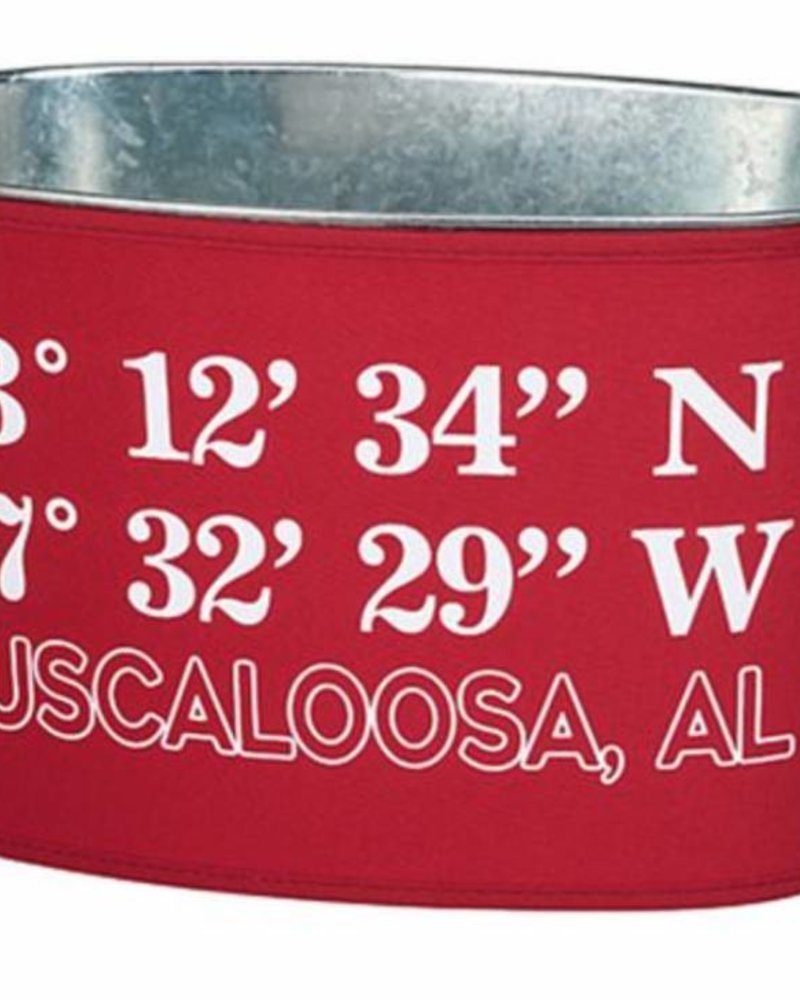 3° 12’ 34” N
7° 32’ 29” W
USCALOOSA, AL